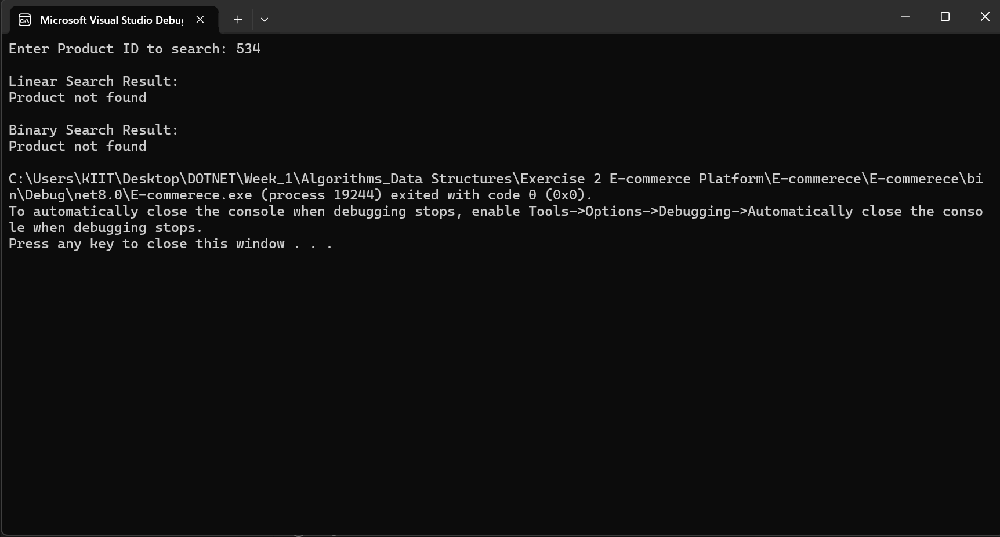 Microsoft Visual Studio Debug
Enter Product ID to search: 534
Linear Search Result:
Product not found
Binary Search Result:
Product not found
C:\Users\KIIT\Desktop\DOTNET\Week_1\Algorithms_Data Structures\Exercise 2 E-commerce Platform\E-commerece\E-commerece\bi
n\Debug\net8.0\E-commerece.exe (process 19244) exited with code 0 (0x0).
To automatically close the console when debugging stops, enable Tools->Options->Debugging->Automatically close the conso
le when debugging stops.
Press any key to close this window . . .